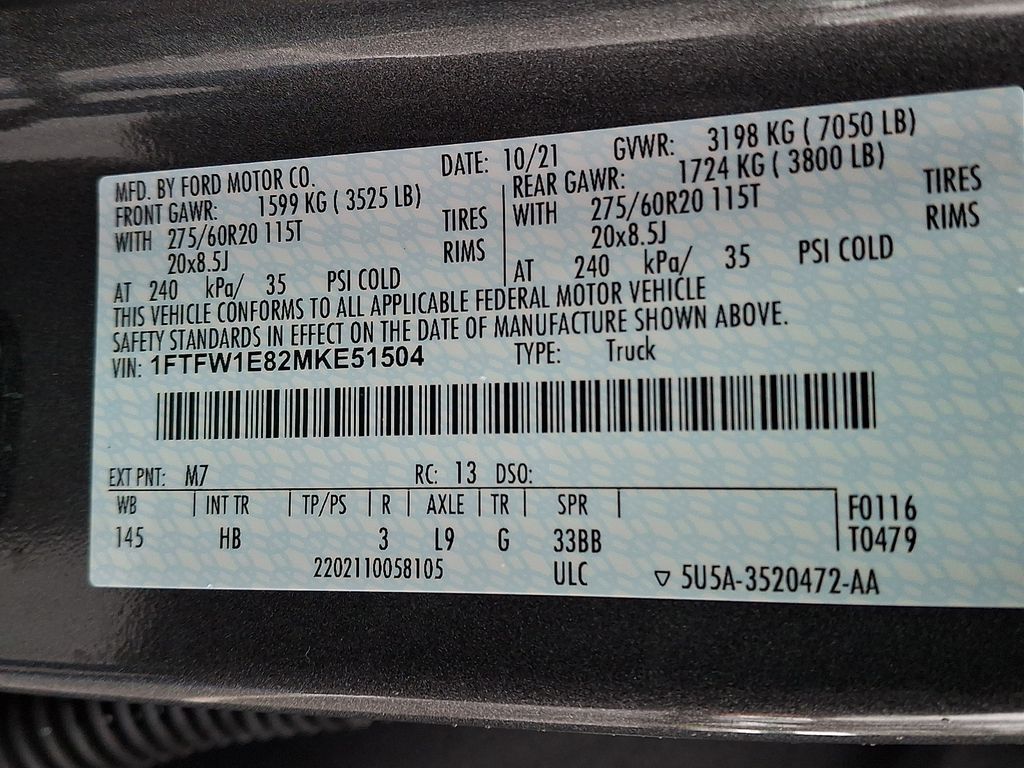 MFD. BY FORD MOTOR CO. DATE: 10/21 GVWR: 3198 KG ( 7050 LB)
FRONT GAWR: 1599 KG ( 3525 LB)
WITH 275/60R20 115T TIRES
20x8.5J RIMS
AT 240 kPa/ 35 PSI COLD
REAR GAWR: 1724 KG ( 3800 LB)
WITH 275/60R20 115T TIRES
20x8.5J RIMS
AT 240 kPa/ 35 PSI COLD
THIS VEHICLE CONFORMS TO ALL APPLICABLE FEDERAL MOTOR VEHICLE
SAFETY STANDARDS IN EFFECT ON THE DATE OF MANUFACTURE SHOWN ABOVE.
VIN: 1FTFW1E82MKE51504 TYPE: Truck
EXT PNT: M7 RC: 13 DSO:
WB | INT TR | TP/PS | R | AXLE | TR | SPR | F0116
145 HB 3 L9 G 33BB T0479
2202110058105 ULC ▽ 5U5A-3520472-AA